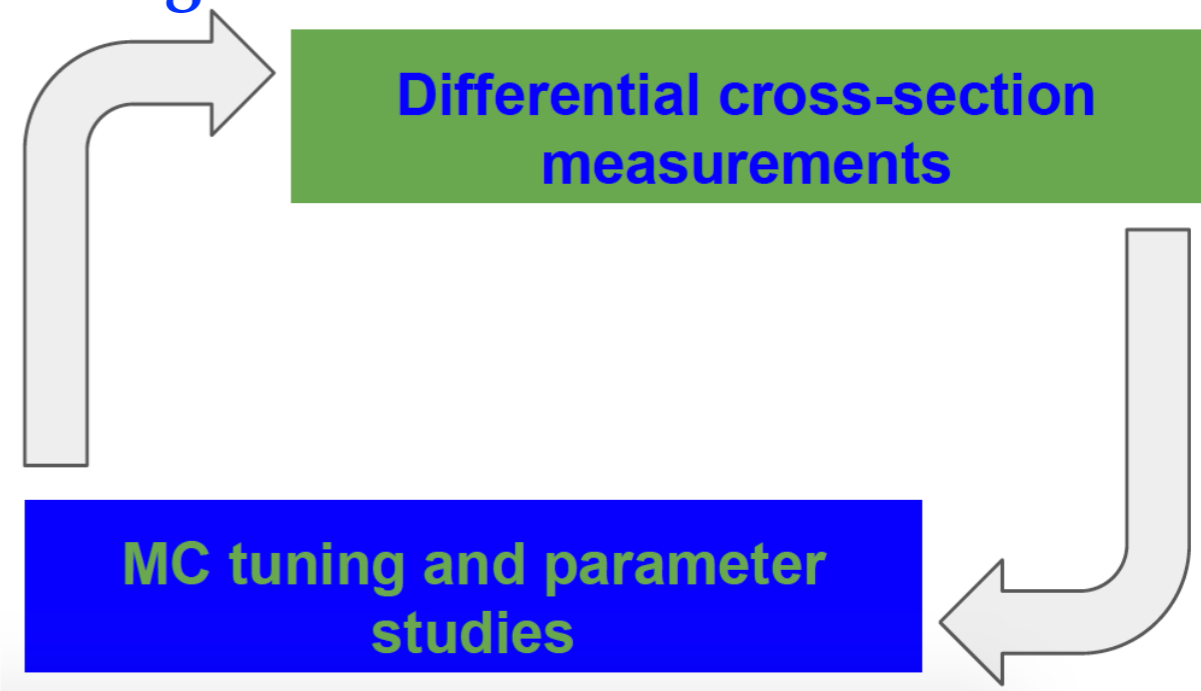 Differential cross-section
measurements
MC tuning and parameter
studies